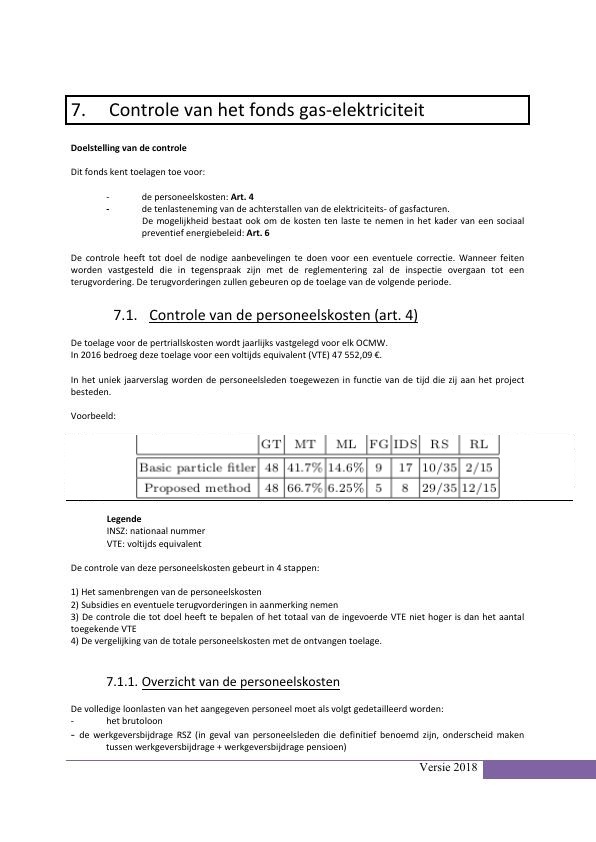 7. Controle van het fonds gas-elektriciteit
Doelstelling van de controle
Dit fonds kent toelagen toe voor:
- de personeelskosten: Art. 4
- de tenlasteneming de achterstallen van de elektriciteits- of gasfacturen.
De mogelijkheid bestaat ook om de kosten ten laste te nemen in het kader van een sociaal
preventief energiebeleid: Art. 6
De controle heeft tot doel de nodige aanbevelingen te doen voor een eventuele correctie. Wanneer feiten
worden vastgesteld die in tegenspraak zijn met de reglementering zal de inspectie overgaan tot een
terugvordering. De terugvorderingen zullen gebeuren op de toelage van de volgende periode.
7.1. Controle van de personeelskosten (art. 4)
De toelage voor de pertriallskosten wordt jaarlijks vastgelegd voor elk OCMW.
In 2016 bedroeg deze toelage voor een voltijds equivalent (VTE) 47 552,09 €.
In het uniek jaarverslag worden de personeelsleden toegewezen in functie van de tijd die zij aan het project
besteden.
Voorbeeld:
GT MT ML FG IDS RS RL
Basic particle fitler 48 41.7% 14.6% 9 17 10/35 2/15
Proposed method 48 66.7% 6.25% 5 8 29/35 12/15
Legende
INSZ: nationaal nummer
VTE: voltijds equivalent
De controle van deze personeelskosten gebeurt in 4 stappen:
1) Het samenbrengen van de personeelskosten
2) Subsidies en eventuele terugvorderingen in aanmerking nemen
3) De controle die tot doel heeft te bepalen of het totaal van de ingevoerde VTE niet hoger is dan het aantal
toegekende VTE
4) De vergelijking van de totale personeelskosten met de ontvangen toelage.
7.1.1. Overzicht van de personeelskosten
De volledige loonlasten van het aangegeven personeel moet als volgt gedetailleerd worden:
- het brutoloon
- de werkgeversbijdrage RSZ (in geval van personeelsleden die definitief benoemd zijn, onderscheid maken
tussen werkgeversbijdrage + werkgeversbijdrage pensioen)
Versie 2018